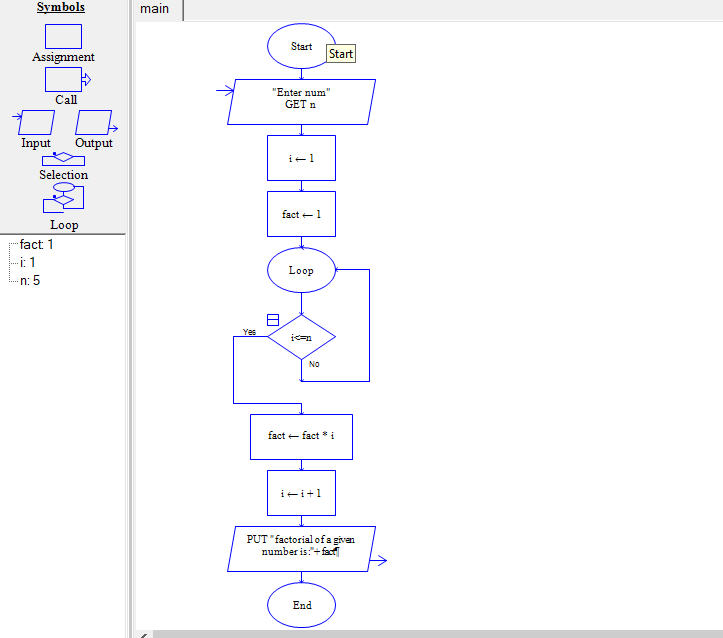 Symbols
Assignment
Call
Input
Output
Selection
Loop
fact: 1
i: 1
n: 5
main
Start
Start
"Enter num"
GET n
i ← 1
fact ← 1
Loop
Yes
i<=n
No
fact ← fact * i
i ← i + 1
PUT "factorial of a given
number is:"+fact¶
End